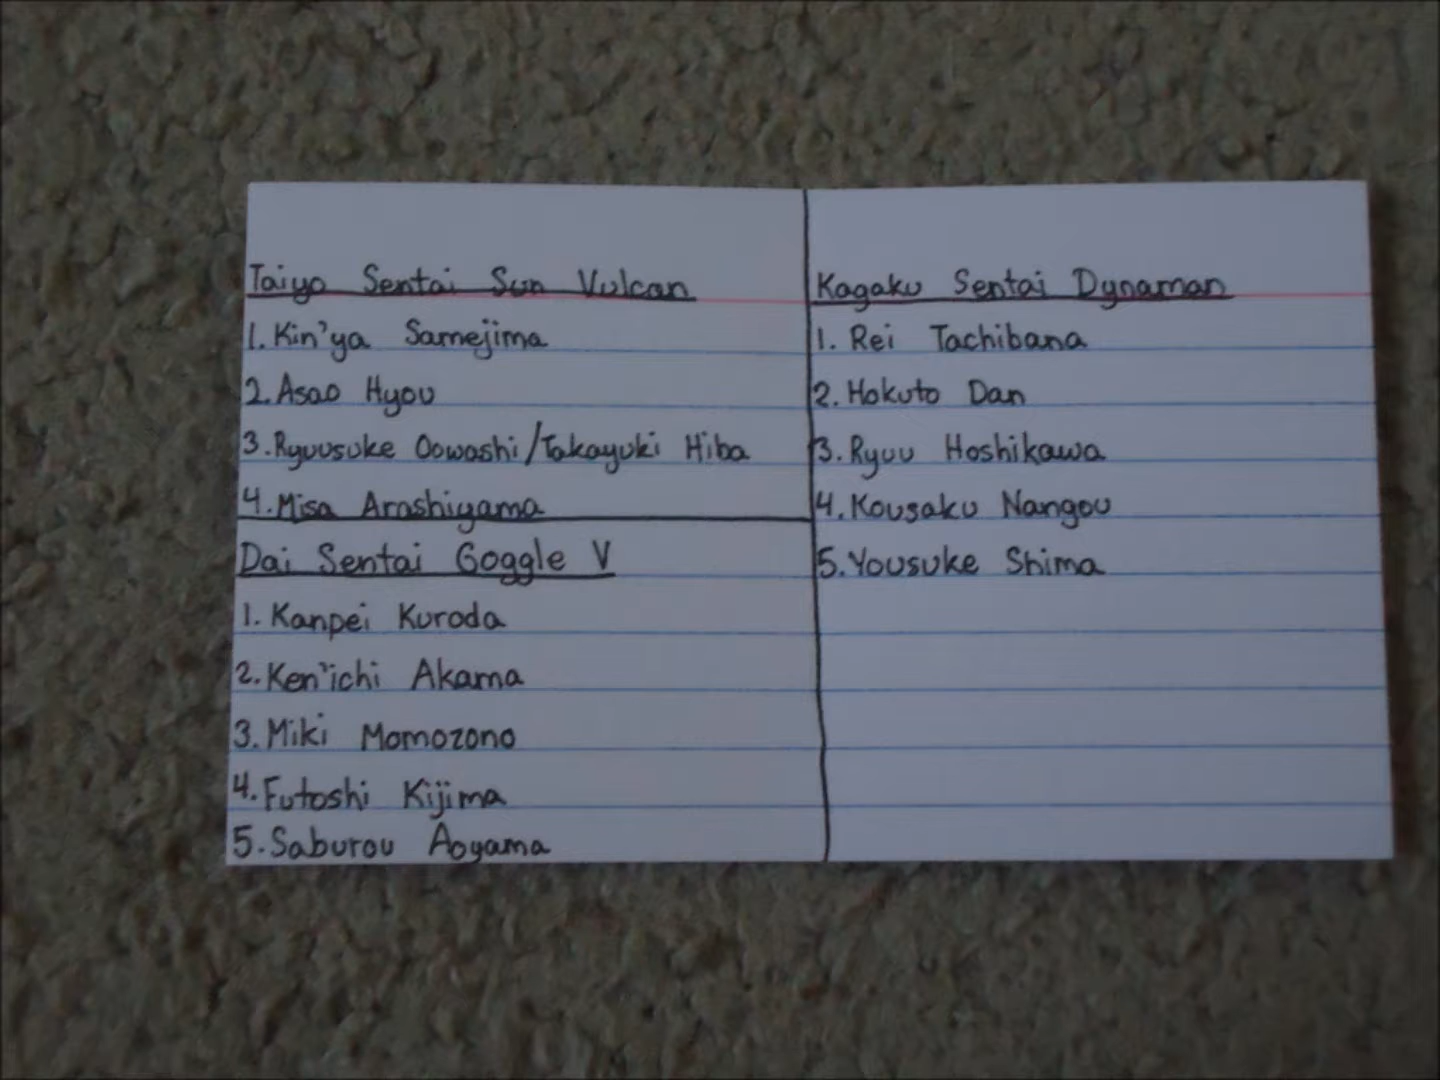 Taiyo Sentai Sun Vulcan
1. Kin'ya Samejima
2. Asao Hyou
3. Ryuusuke Oowashi/Takayuki Hiba
4. Misa Arashiyama
Dai Sentai Goggle V
1. Kanpei Kuroda
2. Ken'ichi Akama
3. Miki Momozono
4. Futoshi Kijima
5. Saburou Aoyama
Kagaku Sentai Dynaman
1. Rei Tachibana
2. Hokuto Dan
3. Ryuu Hoshikawa
4. Kousaku Nangou
5. Yousuke Shima